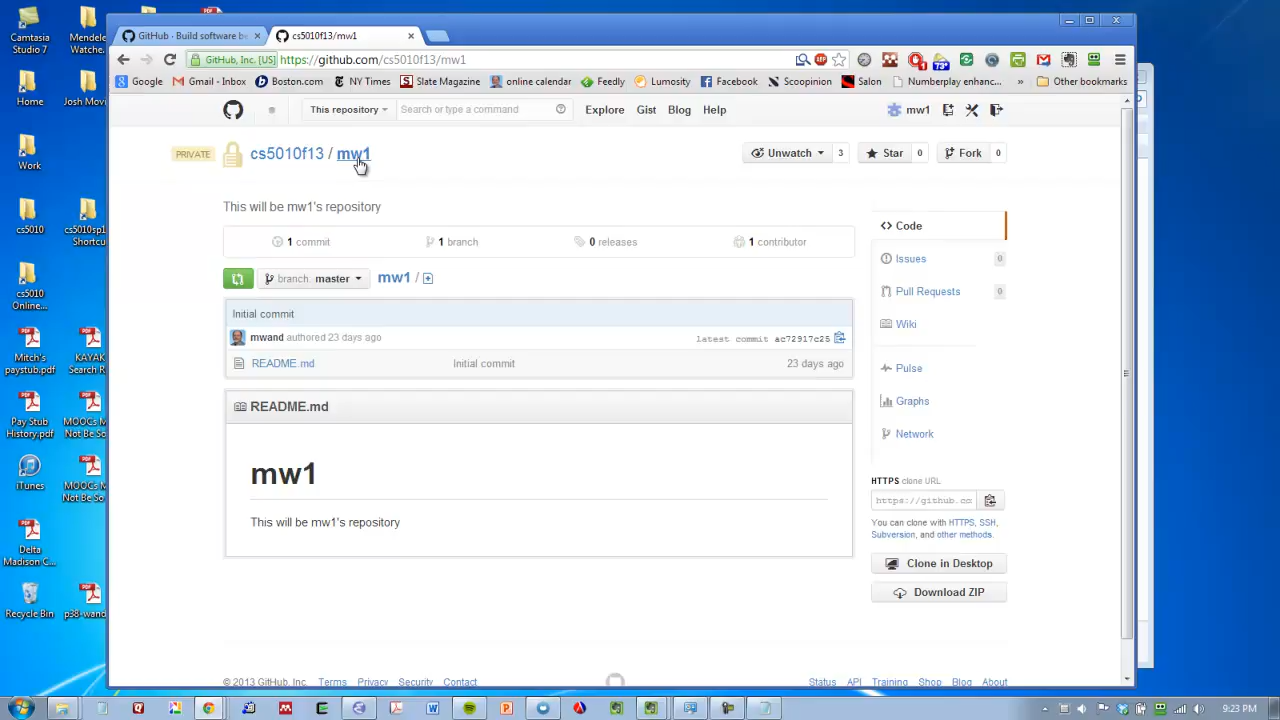 Camtasia Studio 7
Mendele Watche..
Home
Josh Movi
Work
cs5010
cs5010sp1 Shortcu
cs5010 Online...
Mitch's paystub.pdf
KAYAK Search R
Pay Stub History.pdf
MOOCs M Not Be So
iTunes
MOOCs M Not Be So
Delta Madison C...
Recycle Bin
p38-wand
GitHub · Build software be
cs5010f13/mw1
GitHub, Inc. [US] https://github.com/cs5010f13/mw1
Google
Gmail - Inbox
Boston.com
NY Times
Slate Magazine
online calendar
Feedly
Lumosity
Facebook
Scoopinion
Salon
Numberplay enhanc...
»
Other bookmarks
This repository
Search or type a command
Explore
Gist
Blog
Help
mw1
PRIVATE
cs5010f13 / mw1
Unwatch 3
Star 0
Fork 0
This will be mw1's repository
1 commit
1 branch
0 releases
1 contributor
branch: master
mw1 /
Initial commit
mwand authored 23 days ago
latest commit ac72917c25
README.md
Initial commit
23 days ago
README.md
mw1
This will be mw1's repository
Code
Issues 0
Pull Requests 0
Wiki
Pulse
Graphs
Network
HTTPS clone URL
https://github.co
You can clone with HTTPS, SSH,
Subversion, and other methods.
Clone in Desktop
Download ZIP
© 2013 GitHub, Inc.
Terms
Privacy
Security
Contact
Status
API
Training
Shop
Blog
About
9:23 PM